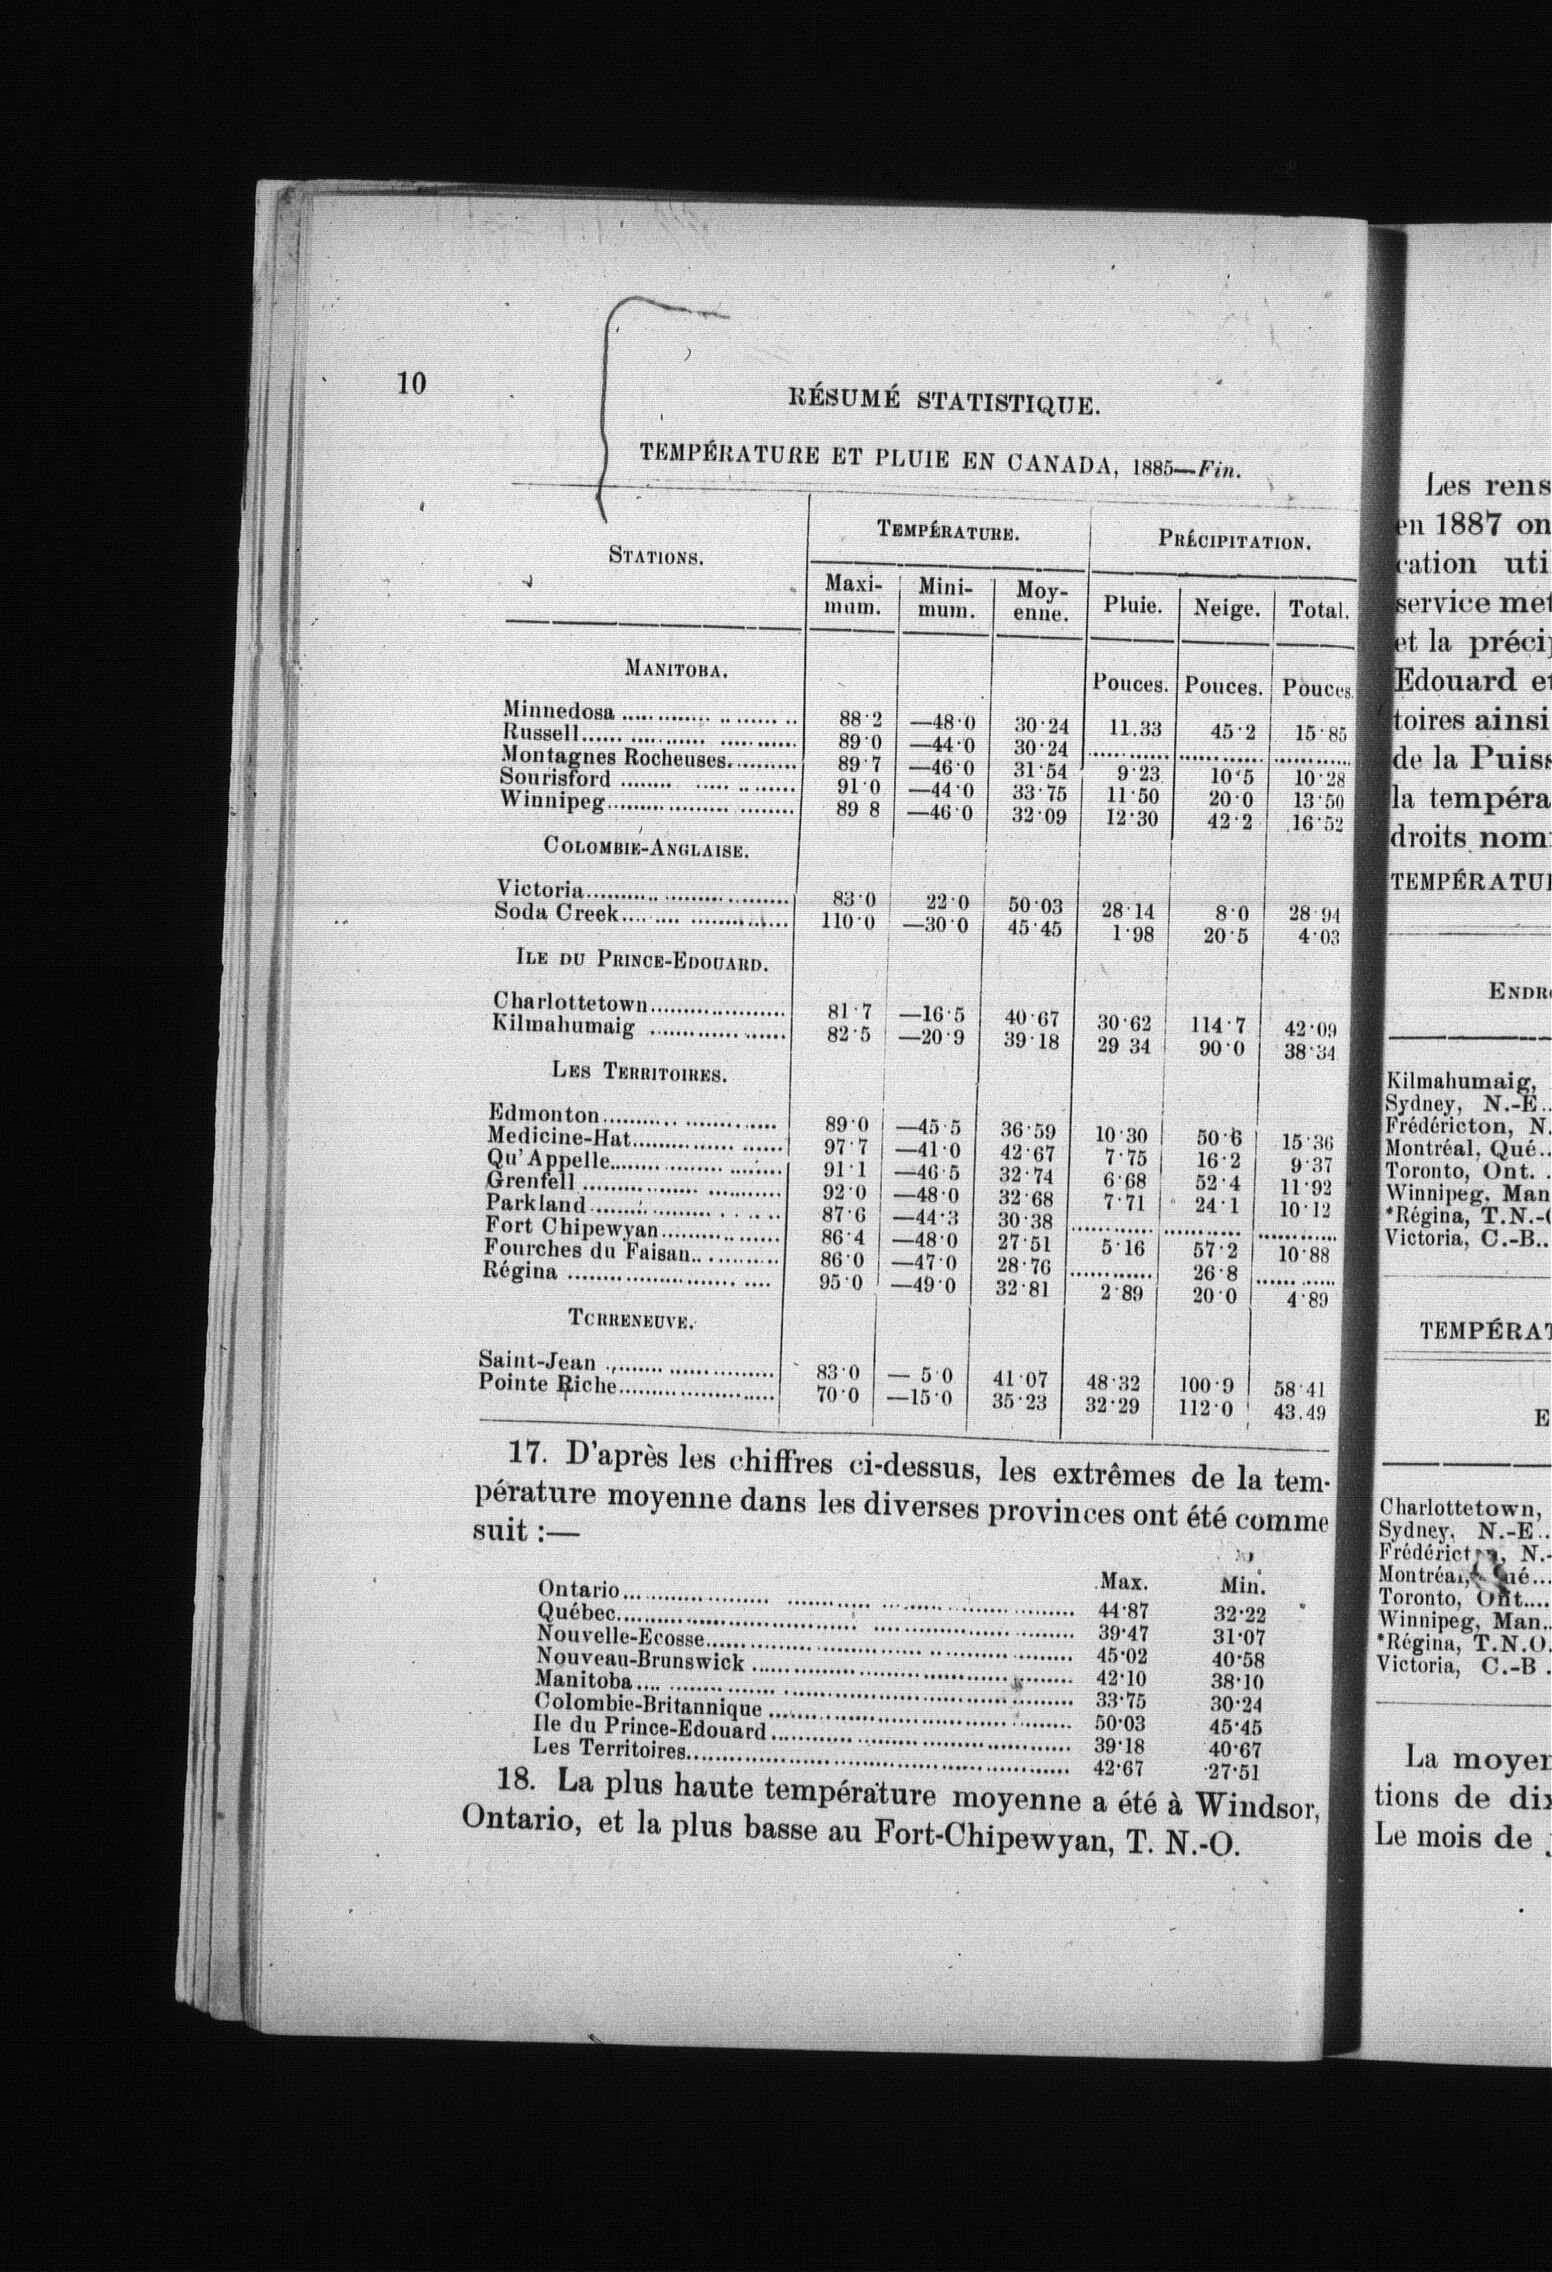 10
RÉSUMÉ STATISTIQUE.
TEMPÉRATURE ET PLUIE EN CANADA, 1885—Fin.
STATIONS. TEMPÉRATURE. PRÉCIPITATION.
Maxi- Mini- Moy- Pluie. Neige. Total.
mum. mum. enne.
MANITOBA. Pouces. Pouces. Pouces.
Minnedosa 88·2 —48·0 30·24 11.33 45·2 15·85
Russell 89·0 —44·0 30·24
Montagnes Rocheuses 89·7 —46·0 31·54 9·23 10·5 10·28
Sourisford 91·0 —44·0 33·75 11·50 20·0 13·50
Winnipeg 89 8 —46·0 32·09 12·30 42·2 16·52
COLOMBIE-ANGLAISE.
Victoria 83·0 22·0 50·03 28·14 8·0 28·94
Soda Creek 110·0 —30·0 45·45 1·98 20·5 4·03
ILE DU PRINCE-EDOUARD.
Charlottetown 81·7 —16·5 40·67 30·62 114·7 42·09
Kilmahumaig 82·5 —20·9 39·18 29 34 90·0 38·34
LES TERRITOIRES.
Edmonton 89·0 —45·5 36·59 10·30 50·6 15·36
Medicine-Hat 97·7 —41·0 42·67 7·75 16·2 9·37
Qu'Appelle 91·1 —46·5 32·74 6·68 52·4 11·92
Grenfell 92·0 —48·0 32·68 7·71 24·1 10·12
Parkland 87·6 —44·3 30·38
Fort Chipewyan 86·4 —48·0 27·51 5·16 57·2 10·88
Fourches du Faisan 86·0 —47·0 28·76 26·8
Régina 95·0 —49·0 32·81 2·89 20·0 4·89
TCRRENEUVE.
Saint-Jean 83·0 — 5·0 41·07 48·32 100·9 58·41
Pointe Riche 70·0 —15·0 35·23 32·29 112·0 43.49
17. D'après les chiffres ci-dessus, les extrêmes de la tem-
pérature moyenne dans les diverses provinces ont été comme
suit :—
Max. Min.
Ontario 44·87 32·22
Québec 39·47 31·07
Nouvelle-Ecosse 45·02 40·58
Nouveau-Brunswick 42·10 38·10
Manitoba 33·75 30·24
Colombie-Britannique 50·03 45·45
Ile du Prince-Edouard 39·18 40·67
Les Territoires 42·67 27·51
18. La plus haute température moyenne a été à Windsor,
Ontario, et la plus basse au Fort-Chipewyan, T. N.-O.
Les rens
en 1887 on
cation uti
service met
et la préci
Edouard et
toires ainsi
de la Puiss
la tempéra
droits nom
TEMPÉRATU
ENDR
Kilmahumaig,
Sydney, N.-E..
Frédéricton, N.
Montréal, Qué..
Toronto, Ont. .
Winnipeg, Man
*Régina, T.N.-O
Victoria, C.-B..
TEMPÉRAT
E
Charlottetown,
Sydney, N.-E..
N.-
Montréal, Qué...
Toronto, Ont....
Winnipeg, Man..
*Régina, T.N.O.
Victoria, C.-B .
La moyen
tions de dix
Le mois de